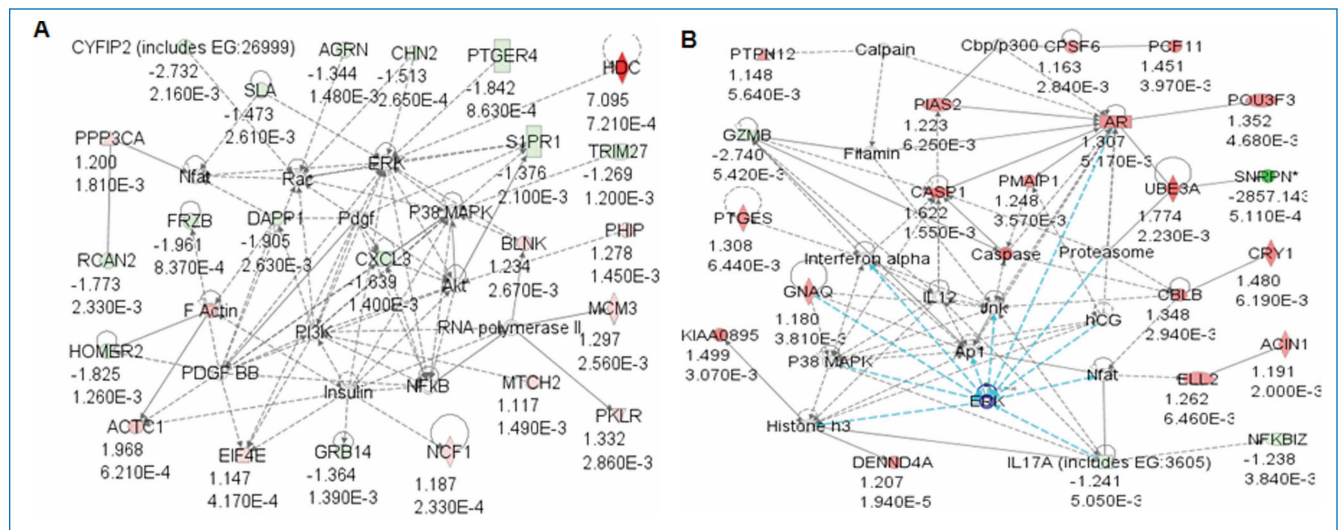 A
CYFIP2 (includes EG:26999)
-2.732
2.160E-3
AGRN
-1.344
1.480E-3
CHN2
-1.513
2.650E-4
PTGER4
-1.842
8.630E-4
HDC
7.095
7.210E-4
SLA
-1.473
2.610E-3
PPP3CA
1.200
1.810E-3
Nfat
Rac
ERK
S1PR1
-1.376
2.100E-3
TRIM27
-1.269
1.200E-3
FRZB
-1.961
8.370E-4
DAPP1
-1.905
2.630E-3
Pdgf
P38 MAPK
BLNK
1.234
2.670E-3
PHIP
1.278
1.450E-3
RCAN2
-1.773
2.330E-3
CXCL3
-1.639
1.400E-3
Akt
F Actin
PI3K
RNA polymerase II
MCM3
1.297
2.560E-3
HOMER2
-1.825
1.260E-3
PDGF BB
Insulin
NFkB
MTCH2
1.117
1.490E-3
PKLR
1.332
2.860E-3
ACTC1
1.968
6.210E-4
EIF4E
1.147
4.170E-4
GRB14
-1.364
1.390E-3
NCF1
1.187
2.330E-4
B
PTPN12
1.148
5.640E-3
Calpain
Cbp/p300
CPSF6
1.163
2.840E-3
PCF11
1.451
3.970E-3
PIAS2
1.223
6.250E-3
AR
1.307
5.170E-3
POU3F3
1.352
4.680E-3
GZMB
-2.740
5.420E-3
Filamin
CASP1
1.622
1.550E-3
PMAIP1
1.248
3.570E-3
UBE3A
1.774
2.230E-3
SNRPN*
-2857.143
5.110E-4
PTGES
1.308
6.440E-3
Interferon alpha
Caspase
Proteasome
CRY1
1.480
6.190E-3
GNAQ
1.180
3.810E-3
IL12
Jnk
hCG
CBLB
1.348
2.940E-3
KIAA0895
1.499
3.070E-3
P38 MAPK
Ap1
Nfat
ELL2
1.262
6.460E-3
ACIN1
1.191
2.000E-3
ERK
Histone h3
DENND4A
1.207
1.940E-5
IL17A (includes EG:3605)
-1.241
5.050E-3
NFKBIZ
-1.238
3.840E-3